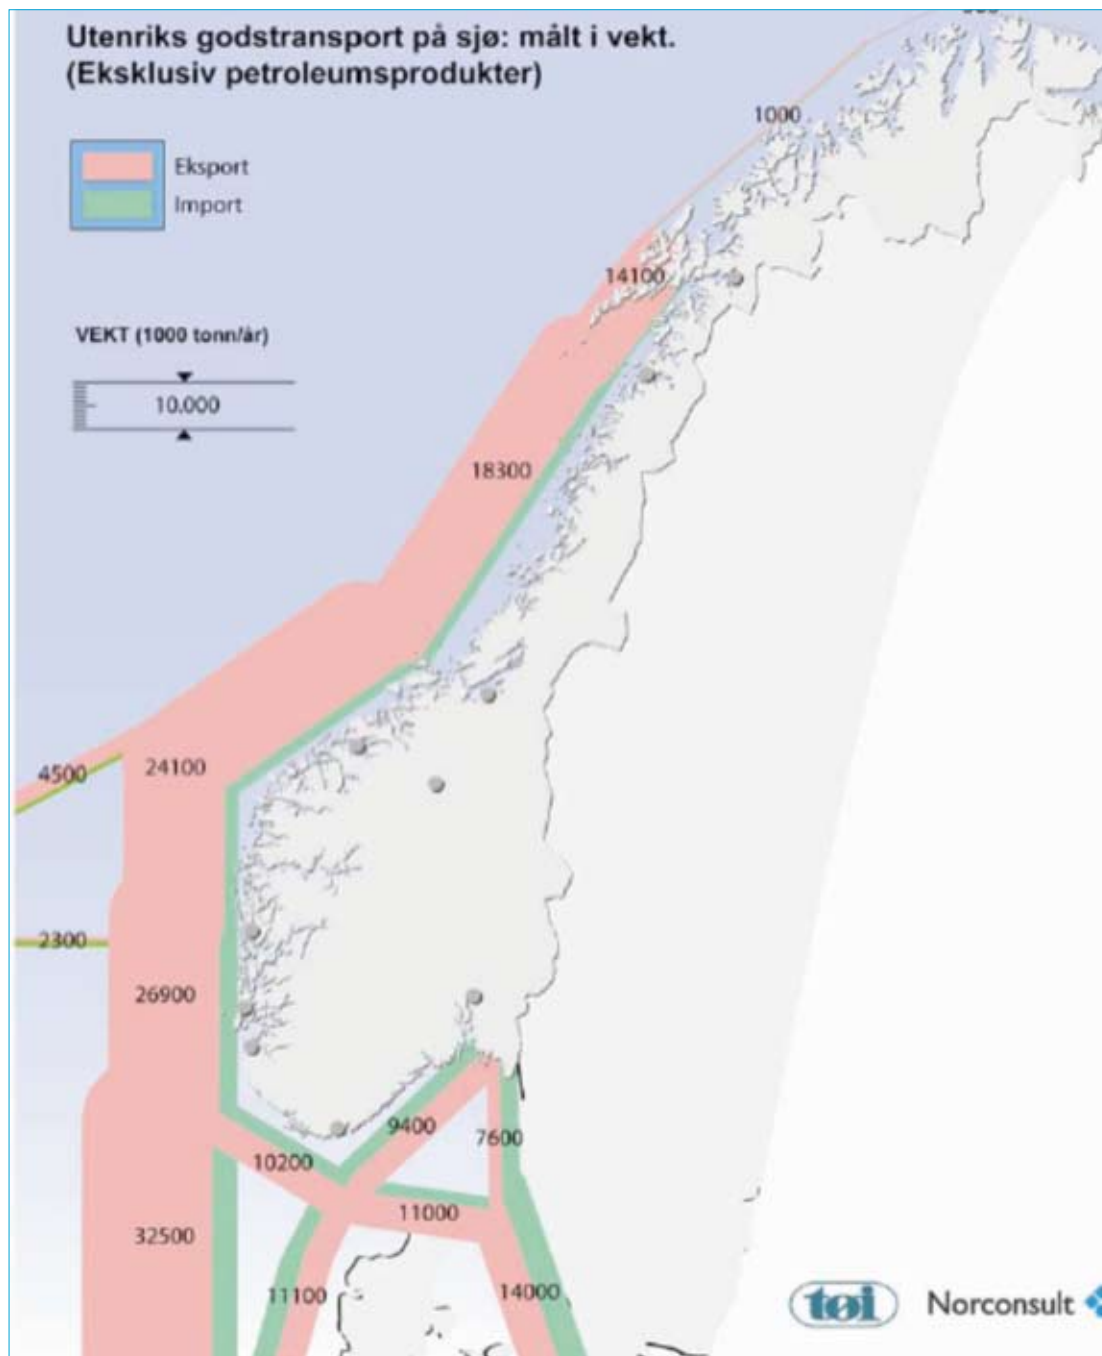 Utenriks godstransport på sjø: målt i vekt.
(Eksklusiv petroleumsprodukter)
Eksport
Import
1000
14100
VEKT (1000 tonn/år)
10.000
18300
4500
24100
2300
26900
9400
7600
10200
11000
32500
11100
14000
tøi
Norconsult